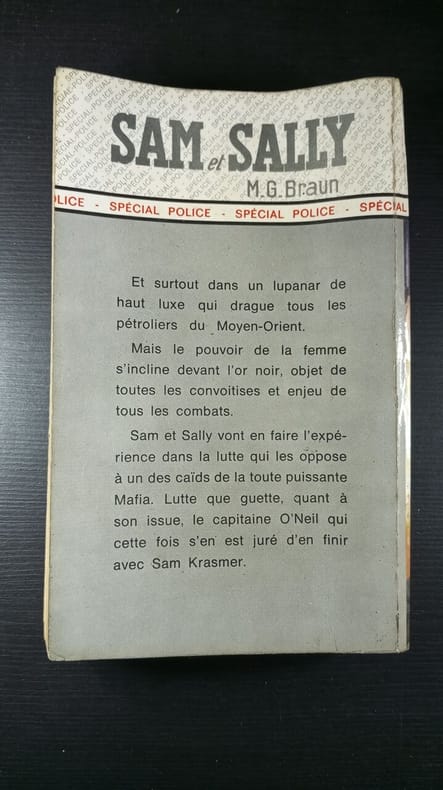 SAM et SALLY
M.G.Braun
LICE - SPÉCIAL POLICE - SPÉCIAL POLICE - SPÉCIAL
Et surtout dans un lupanar de
haut luxe qui drague tous les
pétroliers du Moyen-Orient.
Mais le pouvoir de la femme
s'incline devant l'or noir, objet de
toutes les convoitises et enjeu de
tous les combats.
Sam et Sally vont en faire l'expé-
rience dans la lutte qui les oppose
à un des caïds de la toute puissante
Mafia. Lutte que guette, quant à
son issue, le capitaine O'Neil qui
cette fois s'en est juré d'en finir
avec Sam Krasmer.